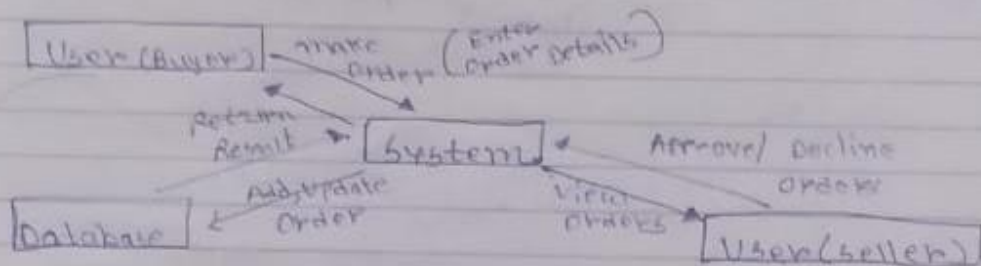 User (Buyer)
make
order
(Enter
order Details)
Return
Result
System
Approve/ Decline
orders
Add, Update
order
View
orders
Database
User (seller)